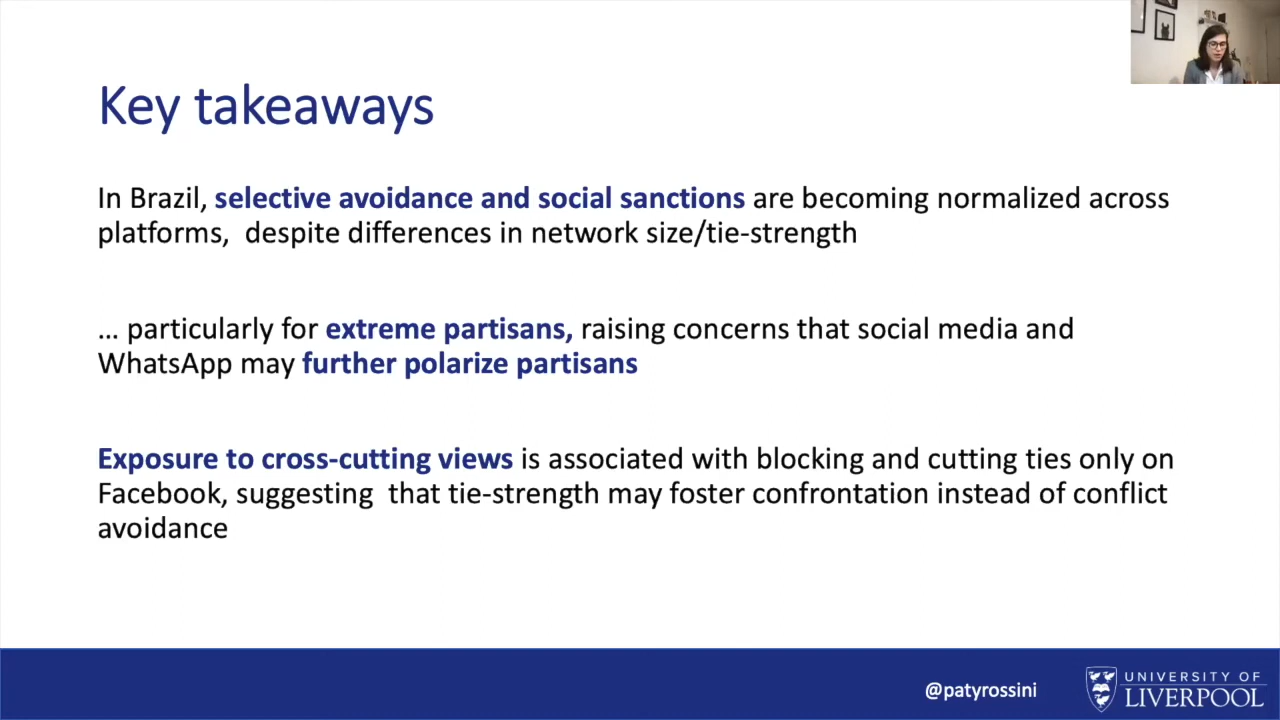 Key takeaways
In Brazil, selective avoidance and social sanctions are becoming normalized across
platforms,  despite differences in network size/tie-strength
… particularly for extreme partisans, raising concerns that social media and
WhatsApp may further polarize partisans
Exposure to cross-cutting views is associated with blocking and cutting ties only on
Facebook, suggesting  that tie-strength may foster confrontation instead of conflict
avoidance
@patyrossini
UNIVERSITY OF
LIVERPOOL